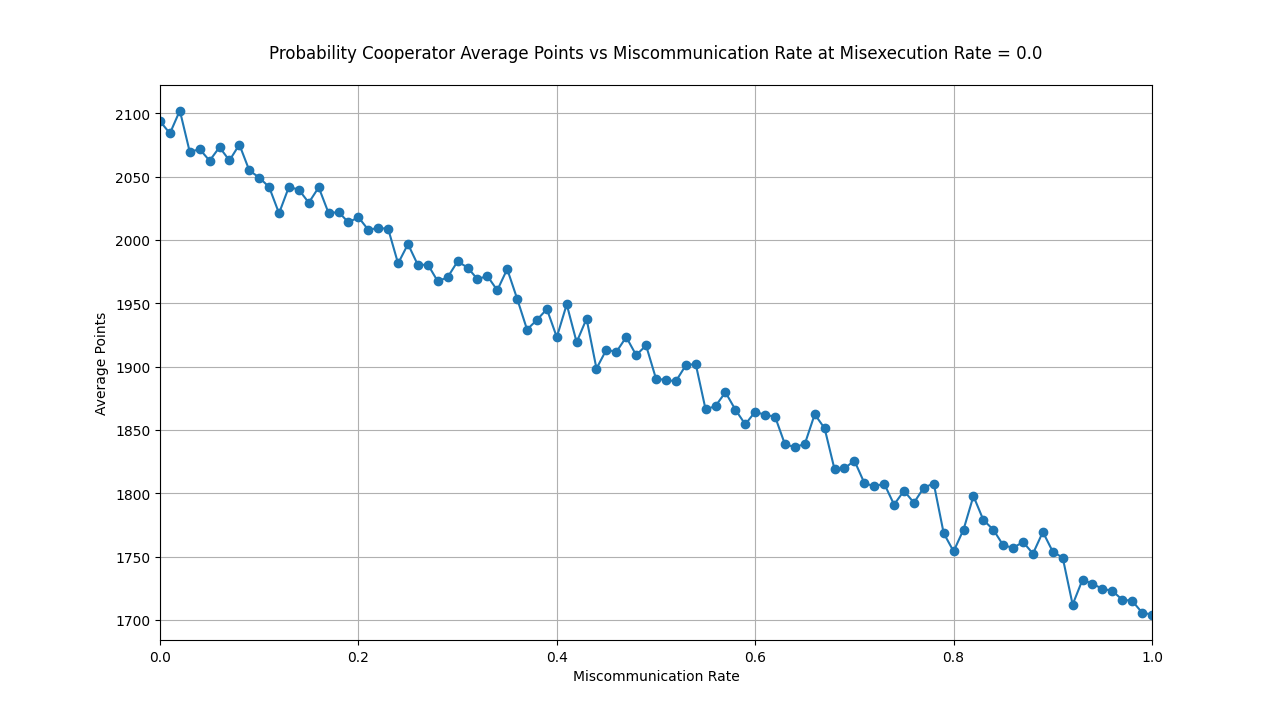 Probability Cooperator Average Points vs Miscommunication Rate at Misexecution Rate = 0.0
2100
2050
2000
1950
1900
1850
1800
1750
1700
Average Points
0.0 0.2 0.4 0.6 0.8 1.0
Miscommunication Rate